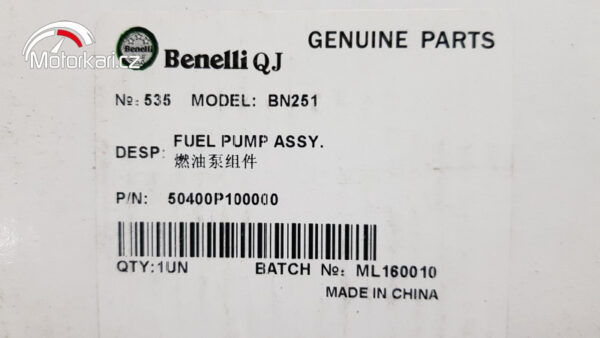 Motorkari.cz
Benelli QJ
GENUINE PARTS
№: 535 MODEL: BN251
DESP: FUEL PUMP ASSY.
燃油泵组件
P/N: 50400P100000
QTY:1UN BATCH №: ML160010
MADE IN CHINA